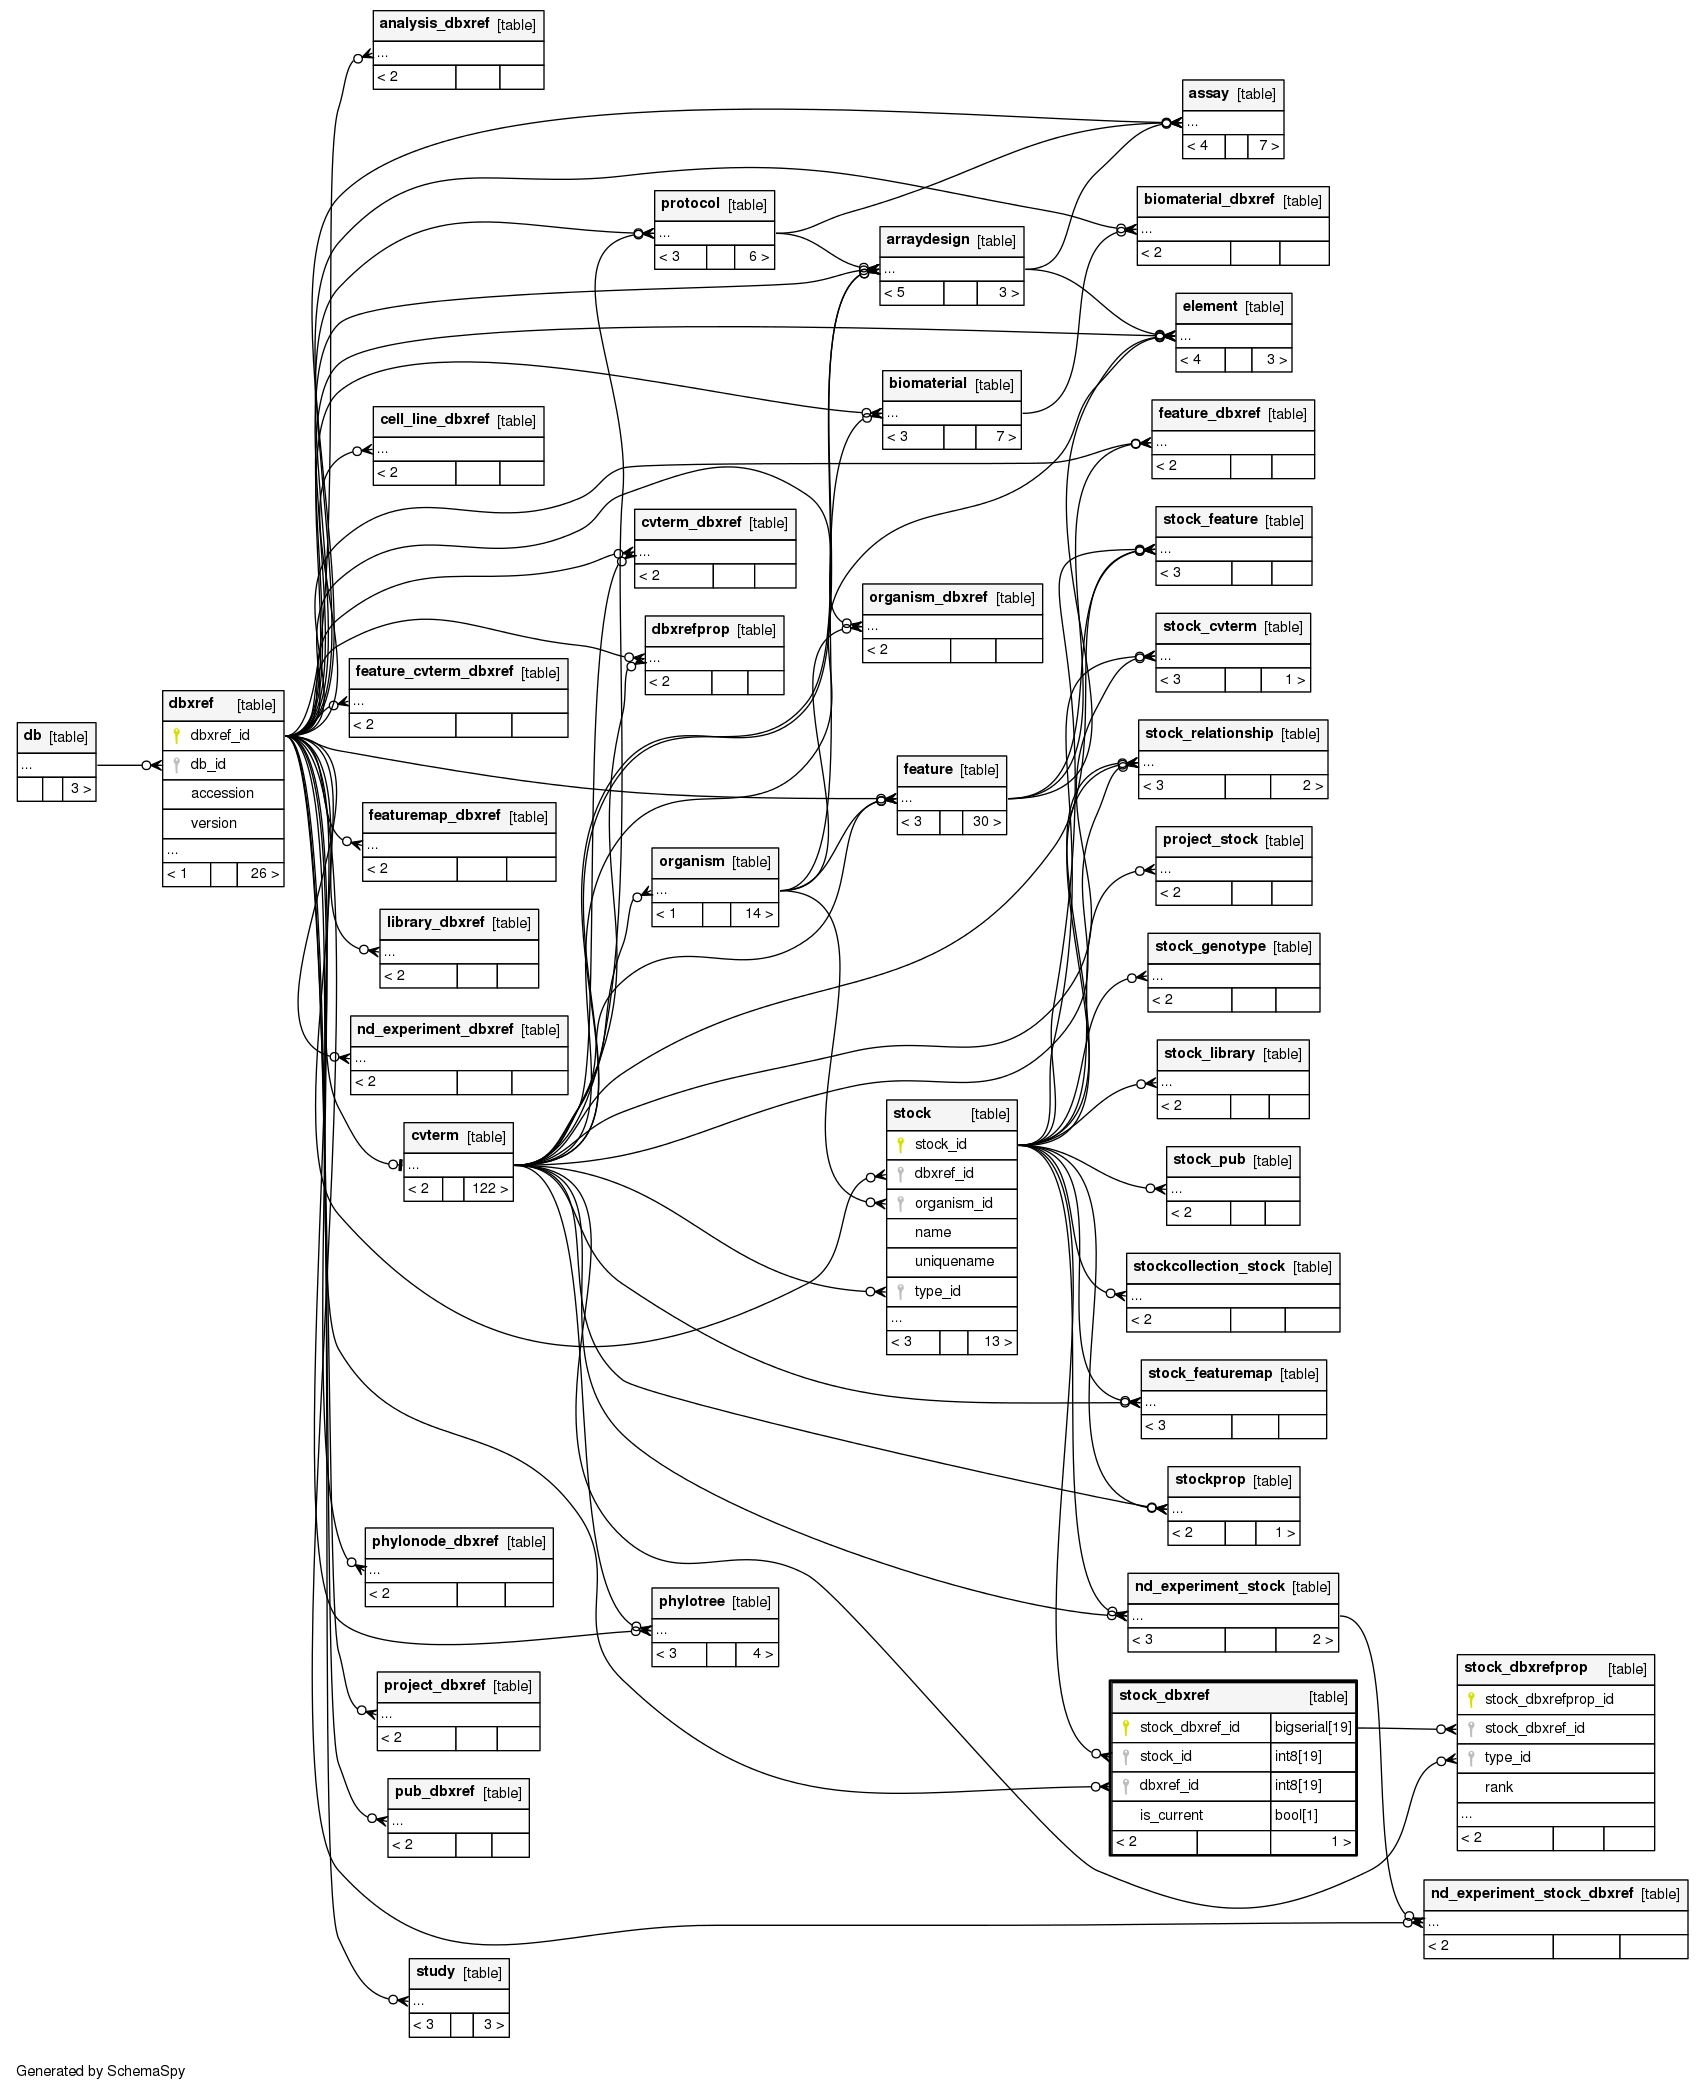 analysis_dbxref [table]
...
< 2
assay [table]
...
< 4 7 >
protocol [table]
...
< 3 6 >
biomaterial_dbxref [table]
...
< 2
arraydesign [table]
...
< 5 3 >
element [table]
...
< 4 3 >
biomaterial [table]
...
< 3 7 >
cell_line_dbxref [table]
...
< 2
feature_dbxref [table]
...
< 2
cvterm_dbxref [table]
...
< 2
stock_feature [table]
...
< 3
organism_dbxref [table]
...
< 2
dbxrefprop [table]
...
< 2
stock_cvterm [table]
...
< 3 1 >
feature_cvterm_dbxref [table]
...
< 2
db [table]
...
3 >
dbxref [table]
dbxref_id
db_id
accession
version
...
< 1 26 >
stock_relationship [table]
...
< 3 2 >
feature [table]
...
< 3 30 >
featuremap_dbxref [table]
...
< 2
project_stock [table]
...
< 2
organism [table]
...
< 1 14 >
library_dbxref [table]
...
< 2
stock_genotype [table]
...
< 2
nd_experiment_dbxref [table]
...
< 2
stock_library [table]
...
< 2
cvterm [table]
...
< 2 122 >
stock [table]
stock_id
dbxref_id
organism_id
name
uniquename
type_id
...
< 3 13 >
stock_pub [table]
...
< 2
stockcollection_stock [table]
...
< 2
stock_featuremap [table]
...
< 3
stockprop [table]
...
< 2 1 >
phylonode_dbxref [table]
...
< 2
phylotree [table]
...
< 3 4 >
nd_experiment_stock [table]
...
< 3 2 >
project_dbxref [table]
...
< 2
stock_dbxref [table]
stock_dbxref_id bigserial[19]
stock_id int8[19]
dbxref_id int8[19]
is_current bool[1]
< 2 1 >
stock_dbxrefprop [table]
stock_dbxrefprop_id
stock_dbxref_id
type_id
rank
...
< 2
pub_dbxref [table]
...
< 2
nd_experiment_stock_dbxref [table]
...
< 2
study [table]
...
< 3 3 >
Generated by SchemaSpy